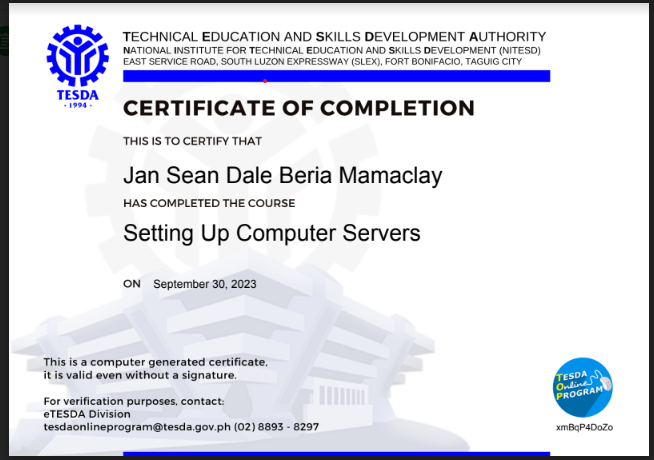 TECHNICAL EDUCATION AND SKILLS DEVELOPMENT AUTHORITY
NATIONAL INSTITUTE FOR TECHNICAL EDUCATION AND SKILLS DEVELOPMENT (NITESD)
EAST SERVICE ROAD, SOUTH LUZON EXPRESSWAY (SLEX), FORT BONIFACIO, TAGUIG CITY
TESDA
· 1994 ·
CERTIFICATE OF COMPLETION
THIS IS TO CERTIFY THAT
Jan Sean Dale Beria Mamaclay
HAS COMPLETED THE COURSE
Setting Up Computer Servers
ON September 30, 2023
This is a computer generated certificate,
it is valid even without a signature.
For verification purposes, contact:
eTESDA Division
tesdaonlineprogram@tesda.gov.ph (02) 8893 - 8297
TESDA
Online
PROGRAM
xmBqP4DoZo